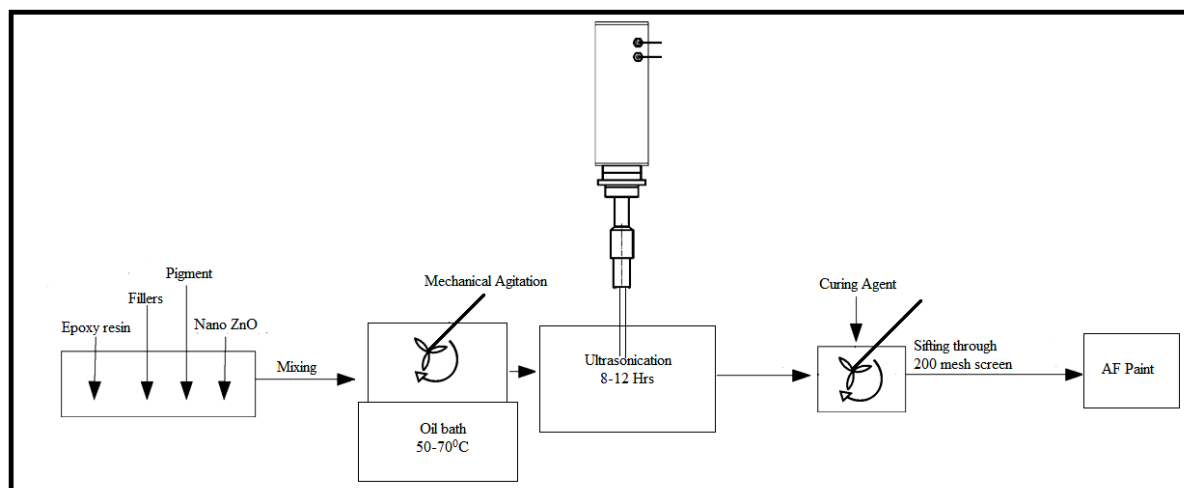 Pigment
Fillers
Epoxy resin
Nano ZnO
Mixing
Mechanical Agitation
Oil bath
50-70⁰C
Ultrasonication
8-12 Hrs
Curing Agent
Sifting through
200 mesh screen
AF Paint